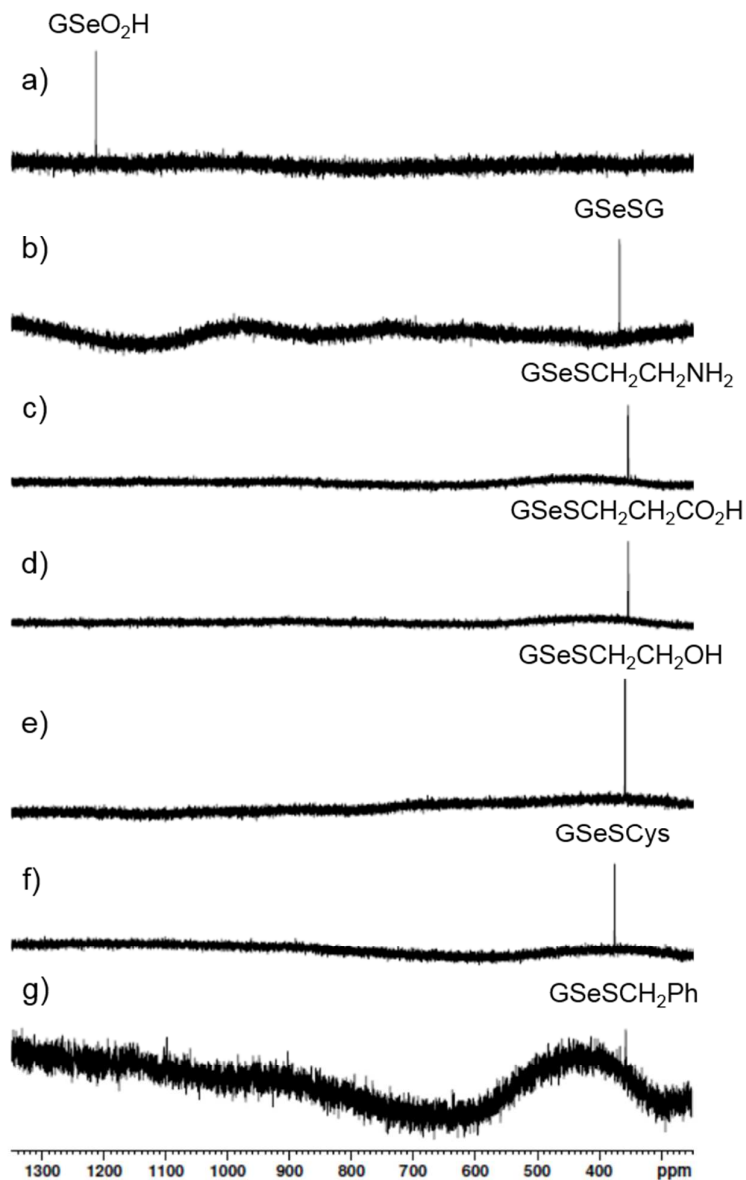 GSeO₂H
a)
GSeSG
b)
GSeSCH₂CH₂NH₂
c)
GSeSCH₂CH₂CO₂H
d)
GSeSCH₂CH₂OH
e)
GSeSCys
f)
g)
GSeSCH₂Ph
1300 1200 1100 1000 900 800 700 600 500 400 ppm